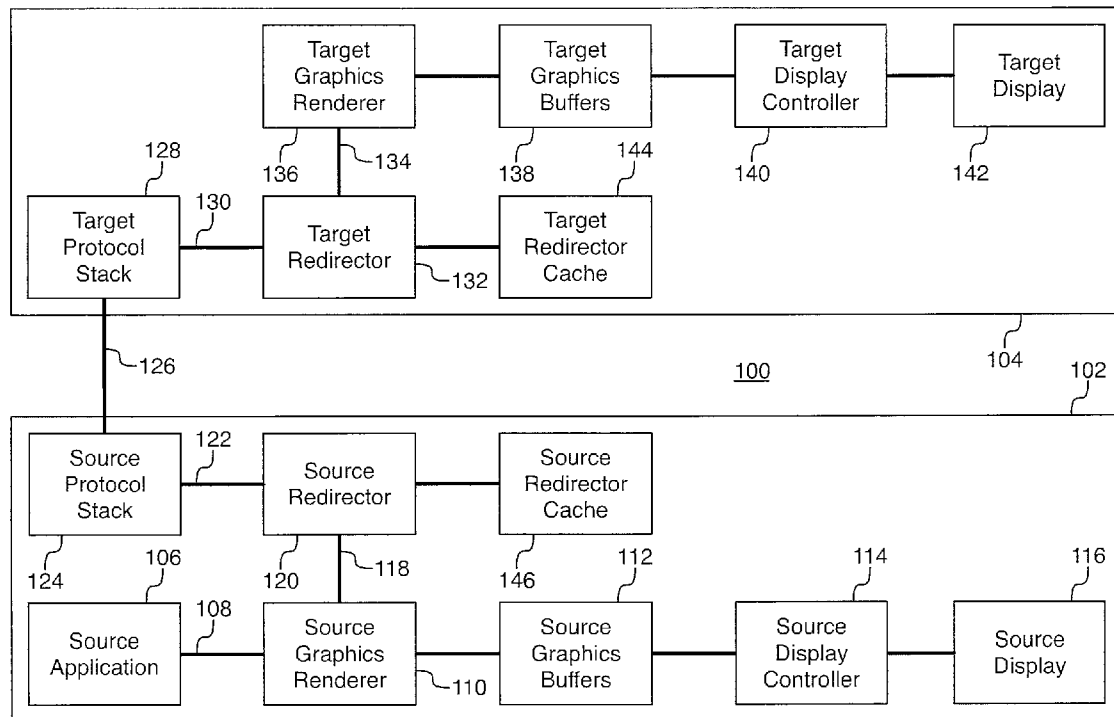 Target
Graphics
Renderer
Target
Graphics
Buffers
Target
Display
Controller
Target
Display
128
134
136
138
144
140
142
130
Target
Protocol
Stack
Target
Redirector
Target
Redirector
Cache
132
104
126
100
102
Source
Protocol
Stack
122
Source
Redirector
Source
Redirector
Cache
124
106
120
118
146
112
114
116
108
Source
Application
Source
Graphics
Renderer
Source
Graphics
Buffers
Source
Display
Controller
Source
Display
110